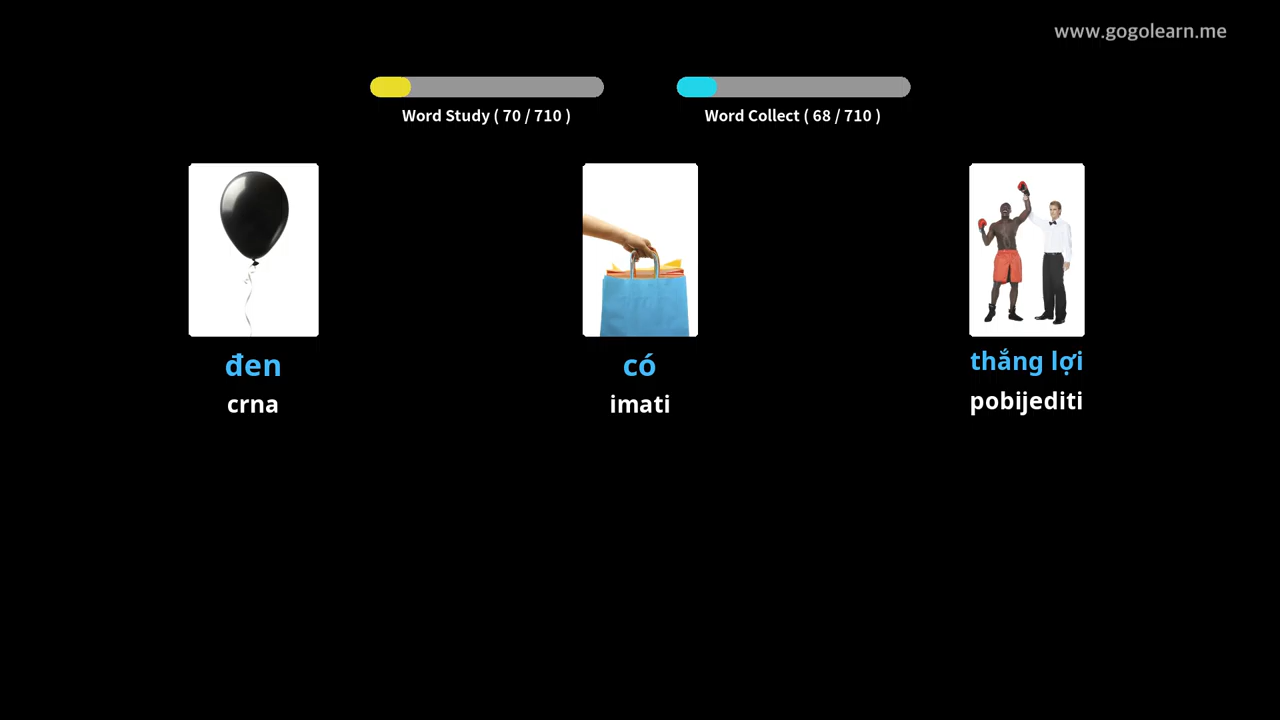 www.gogolearn.me
Word Study ( 70 / 710 )
Word Collect ( 68 / 710 )
đen
crna
có
imati
thắng lợi
pobijediti